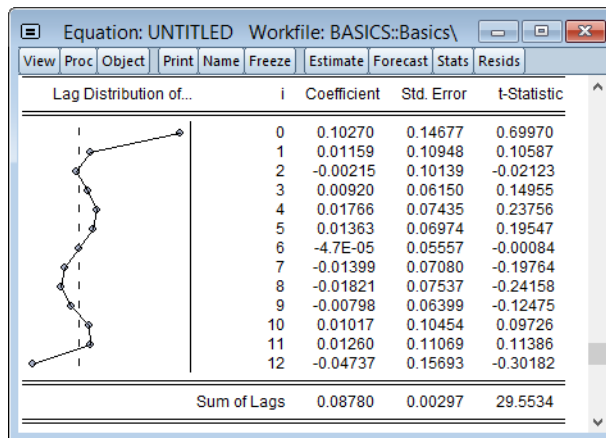 Equation: UNTITLED Workfile: BASICS::Basics\
View Proc Object Print Name Freeze Estimate Forecast Stats Resids
Lag Distribution of... i Coefficient Std. Error t-Statistic
0 0.10270 0.14677 0.69970
1 0.01159 0.10948 0.10587
2 -0.00215 0.10139 -0.02123
3 0.00920 0.06150 0.14955
4 0.01766 0.07435 0.23756
5 0.01363 0.06974 0.19547
6 -4.7E-05 0.05557 -0.00084
7 -0.01399 0.07080 -0.19764
8 -0.01821 0.07537 -0.24158
9 -0.00798 0.06399 -0.12475
10 0.01017 0.10454 0.09726
11 0.01260 0.11069 0.11386
12 -0.04737 0.15693 -0.30182
Sum of Lags 0.08780 0.00297 29.5534